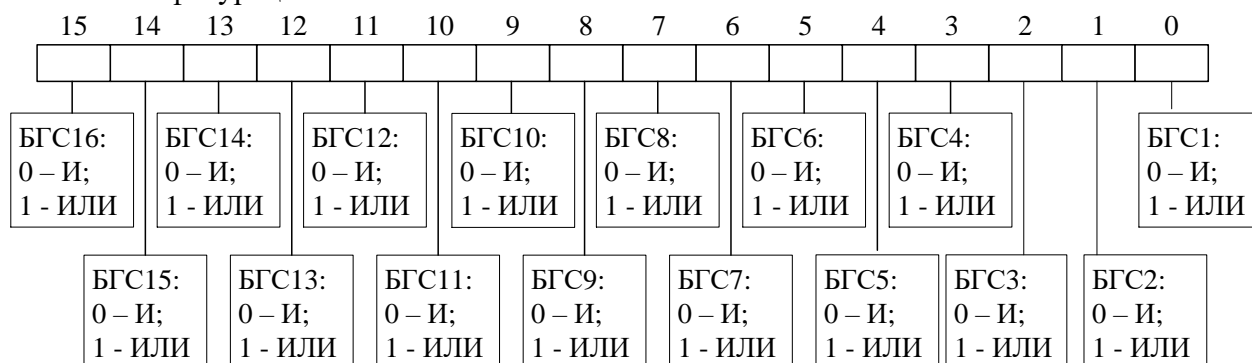 15 14 13 12 11 10 9 8 7 6 5 4 3 2 1 0
БГС16:
0 – И;
1 - ИЛИ
БГС14:
0 – И;
1 - ИЛИ
БГС12:
0 – И;
1 - ИЛИ
БГС10:
0 – И;
1 - ИЛИ
БГС8:
0 – И;
1 - ИЛИ
БГС6:
0 – И;
1 - ИЛИ
БГС4:
0 – И;
1 - ИЛИ
БГС1:
0 – И;
1 - ИЛИ
БГС15:
0 – И;
1 - ИЛИ
БГС13:
0 – И;
1 - ИЛИ
БГС11:
0 – И;
1 - ИЛИ
БГС9:
0 – И;
1 - ИЛИ
БГС7:
0 – И;
1 - ИЛИ
БГС5:
0 – И;
1 - ИЛИ
БГС3:
0 – И;
1 - ИЛИ
БГС2:
0 – И;
1 - ИЛИ